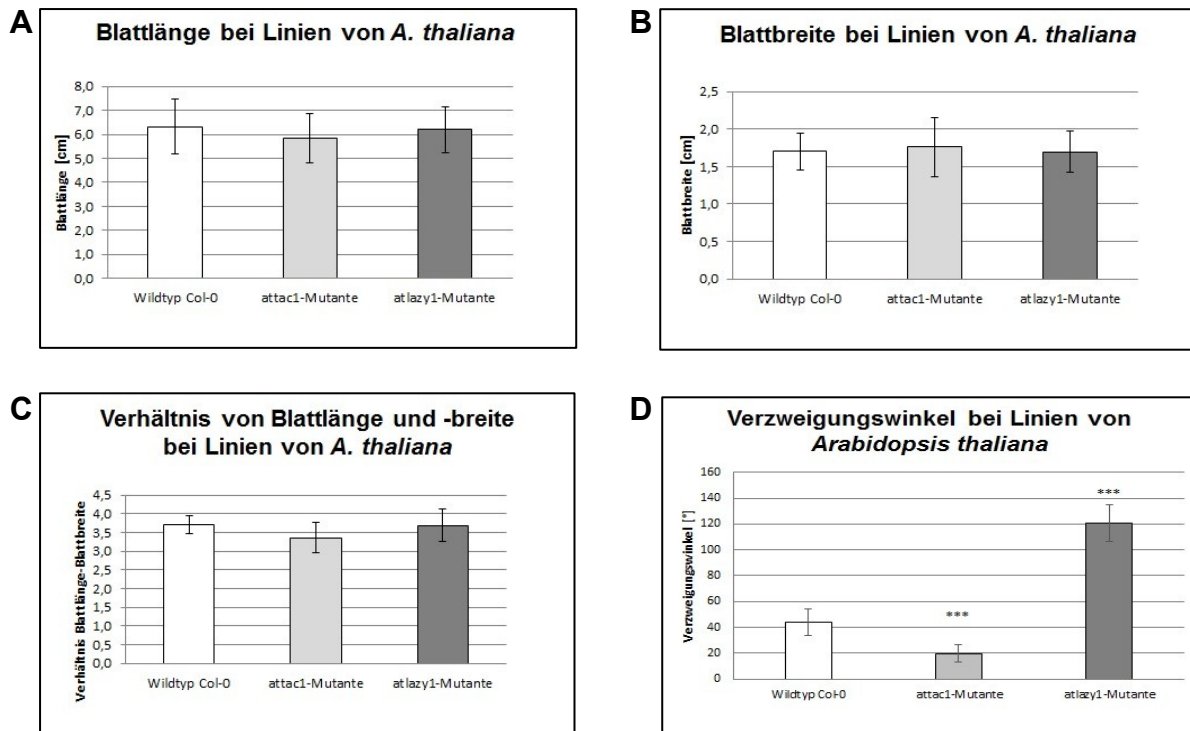 A
Blattlänge bei Linien von A. thaliana
Blattlänge [cm]
8,0
7,0
6,0
5,0
4,0
3,0
2,0
1,0
0,0
Wildtyp Col-0 attac1-Mutante atlazy1-Mutante
B
Blattbreite bei Linien von A. thaliana
Blattbreite [cm]
2,5
2,0
1,5
1,0
0,5
0,0
Wildtyp Col-0 attac1-Mutante atlazy1-Mutante
C
Verhältnis von Blattlänge und -breite
bei Linien von A. thaliana
Verhältnis Blattlänge-Blattbreite
4,5
4,0
3,5
3,0
2,5
2,0
1,5
1,0
0,5
0,0
Wildtyp Col-0 attac1-Mutante atlazy1-Mutante
D
Verzweigungswinkel bei Linien von
Arabidopsis thaliana
Verzweigungswinkel [°]
160
140
120
100
80
60
40
20
0
***
***
Wildtyp Col-0 attac1-Mutante atlazy1-Mutante